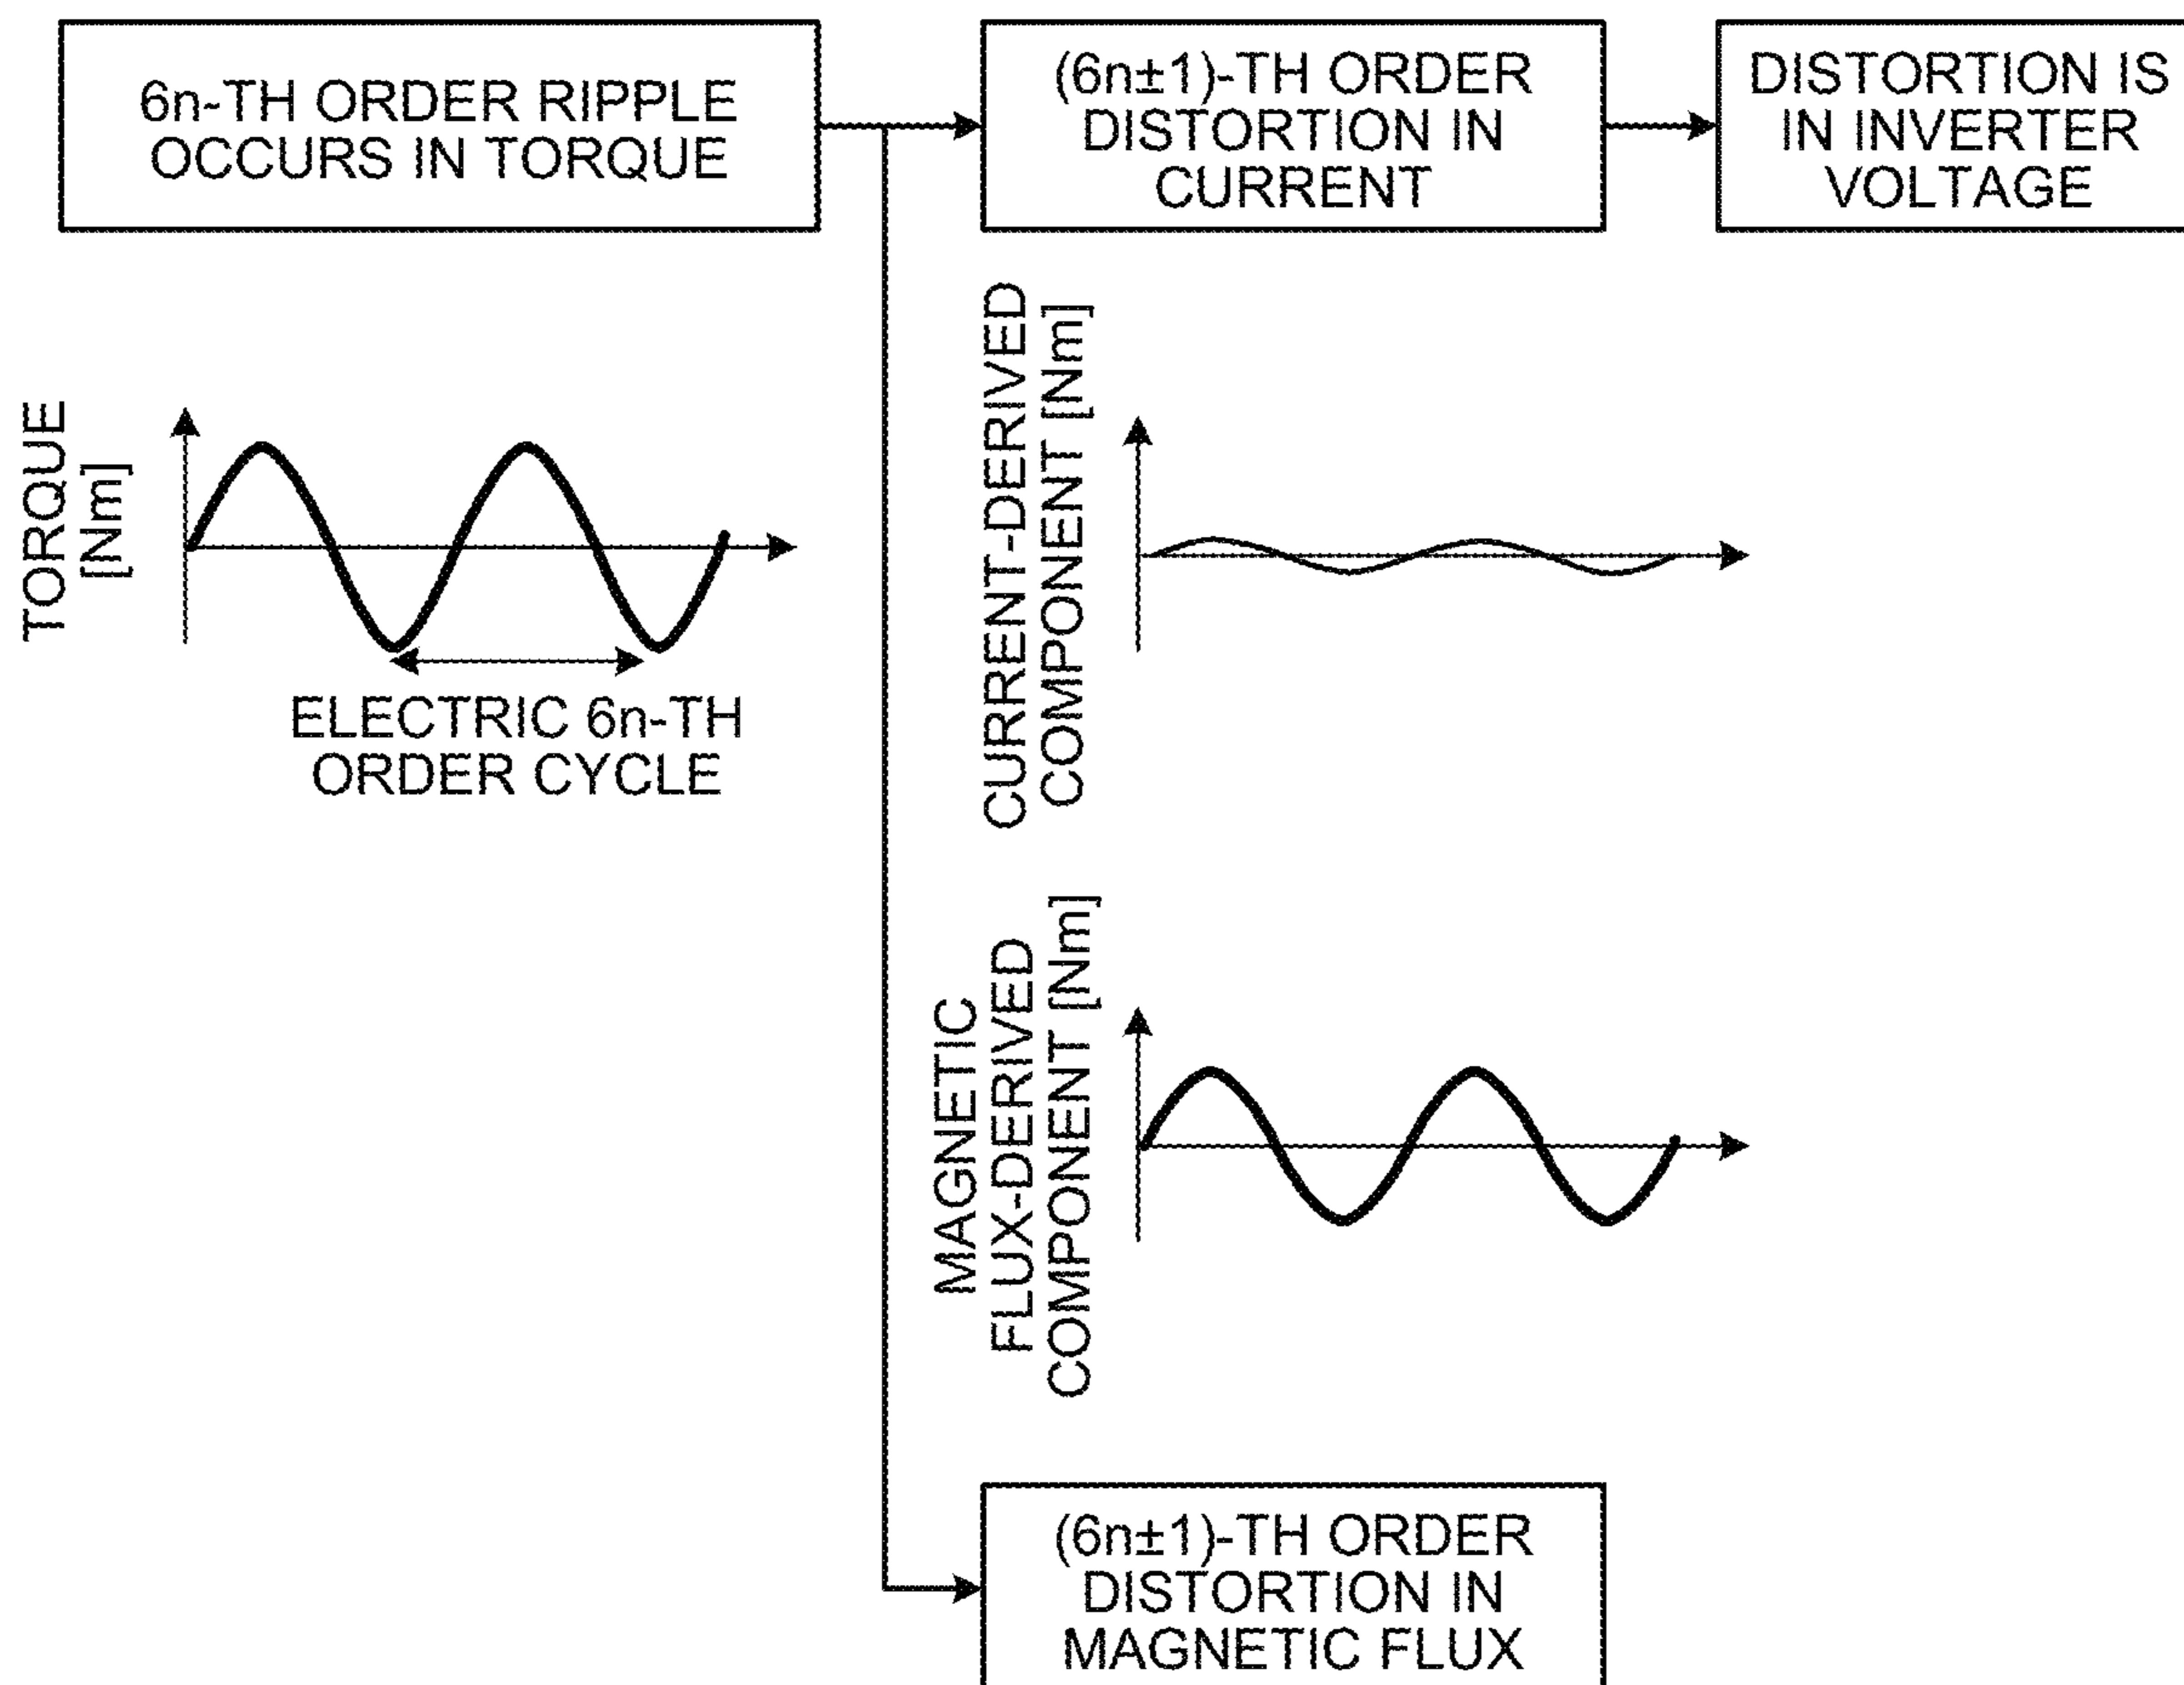 6n-TH ORDER RIPPLE
OCCURS IN TORQUE
(6n±1)-TH ORDER
DISTORTION IN
CURRENT
DISTORTION IS
IN INVERTER
VOLTAGE
TORQUE
[Nm]
ELECTRIC 6n-TH
ORDER CYCLE
CURRENT-DERIVED
COMPONENT [Nm]
MAGNETIC
FLUX-DERIVED
COMPONENT [Nm]
(6n±1)-TH ORDER
DISTORTION IN
MAGNETIC FLUX